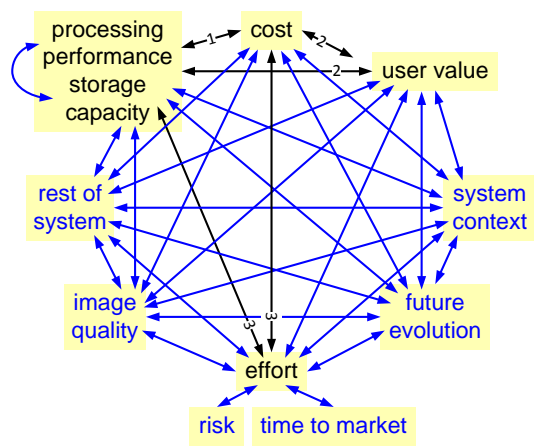 processing
performance
storage
capacity
1
cost
2
2
user value
rest of
system
system
context
image
quality
3
3
future
evolution
effort
risk
time to market